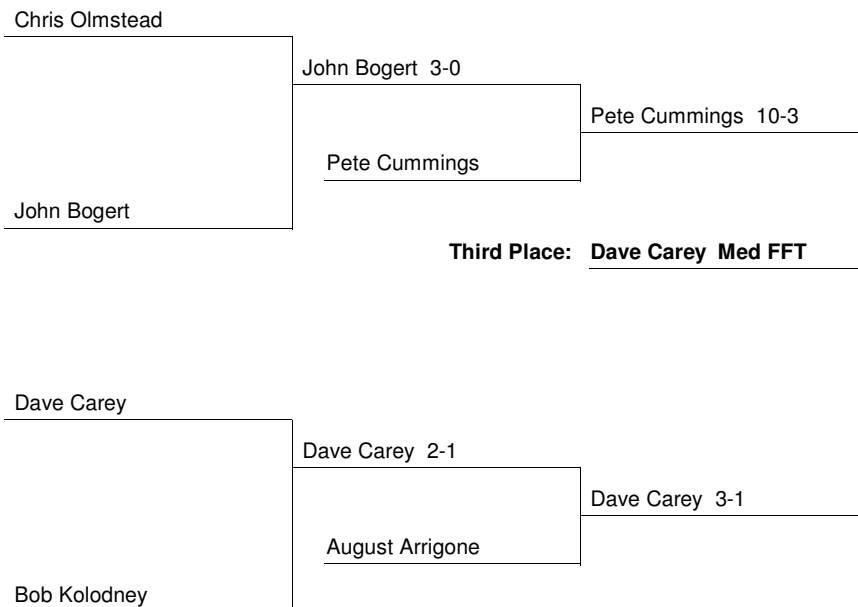 Chris Olmstead
John Bogert 3-0
Pete Cummings 10-3
Pete Cummings
John Bogert
Third Place: Dave Carey Med FFT
Dave Carey
Dave Carey 2-1
Dave Carey 3-1
August Arrigone
Bob Kolodney